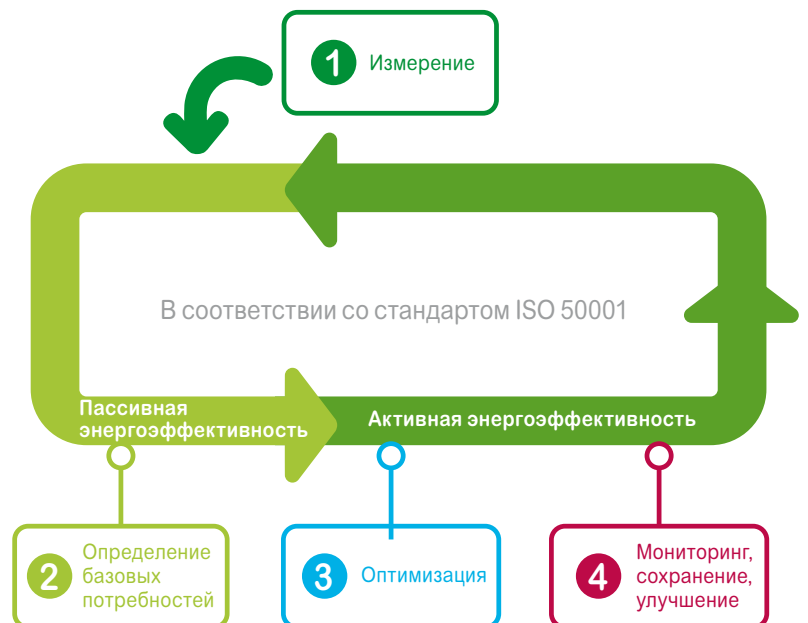 1 Измерение
В соответствии со стандартом ISO 50001
Пассивная
энергоэффективность
Активная энергоэффективность
2 Определение
базовых
потребностей
3 Оптимизация
4 Мониторинг,
сохранение,
улучшение